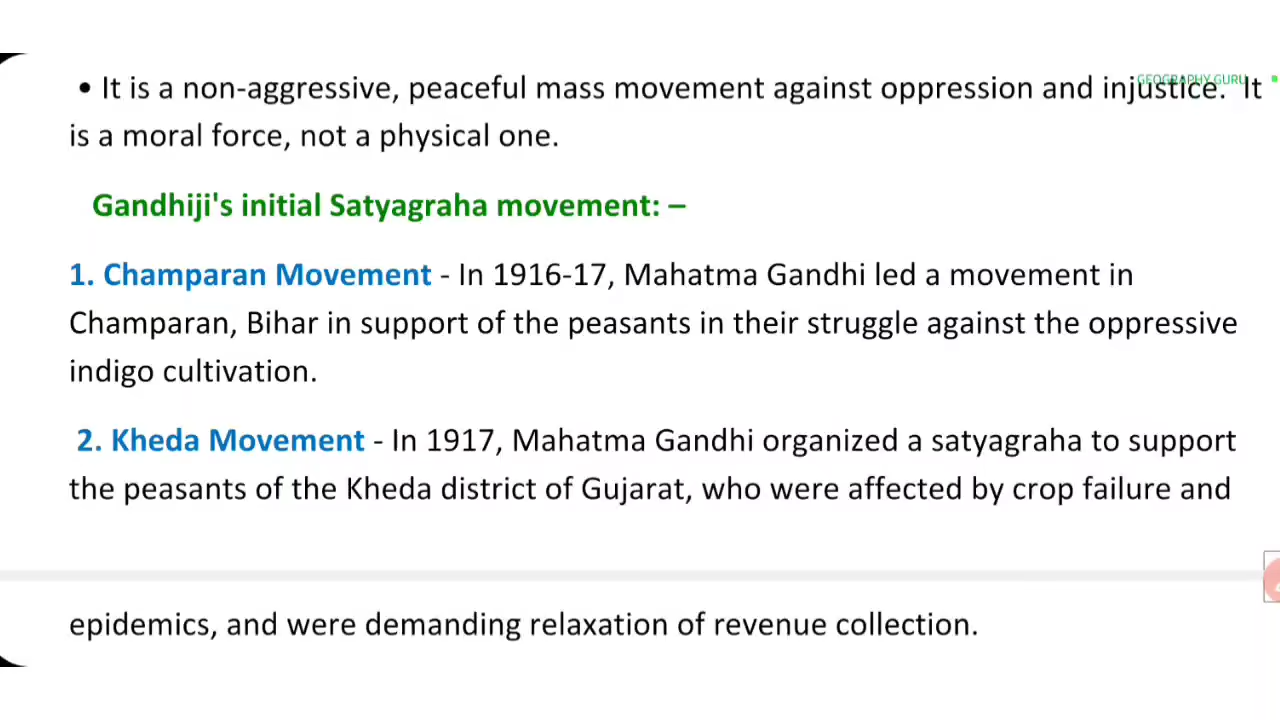 GEOGRAPHY GURU
• It is a non-aggressive, peaceful mass movement against oppression and injustice. It
is a moral force, not a physical one.
Gandhiji's initial Satyagraha movement: –
1. Champaran Movement - In 1916-17, Mahatma Gandhi led a movement in
Champaran, Bihar in support of the peasants in their struggle against the oppressive
indigo cultivation.
2. Kheda Movement - In 1917, Mahatma Gandhi organized a satyagraha to support
the peasants of the Kheda district of Gujarat, who were affected by crop failure and
epidemics, and were demanding relaxation of revenue collection.